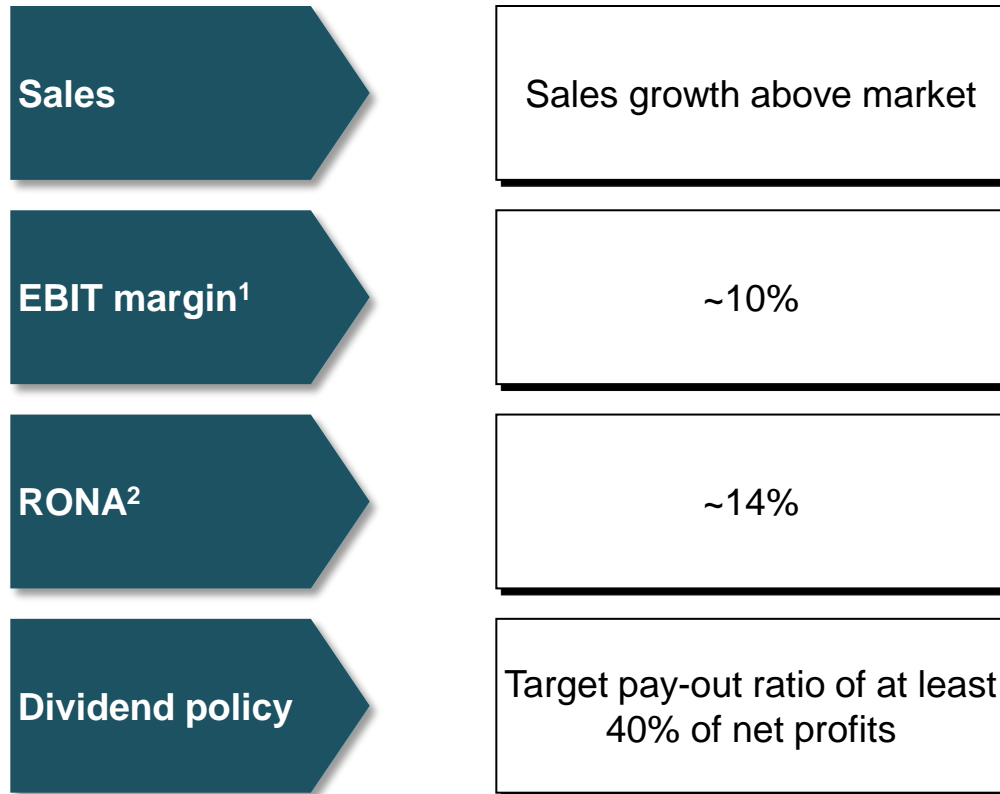 Sales
Sales growth above market
EBIT margin¹
~10%
RONA²
~14%
Dividend policy
Target pay-out ratio of at least
40% of net profits